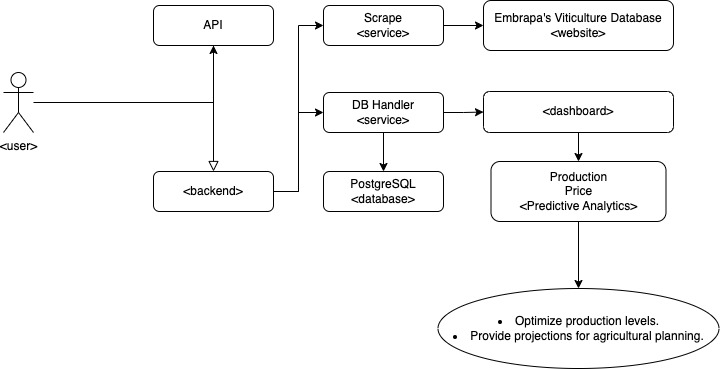 API
Scrape
<service>
Embrapa's Viticulture Database
<website>
<user>
DB Handler
<service>
<dashboard>
<backend>
PostgreSQL
<database>
Production
Price
<Predictive Analytics>
• Optimize production levels.
• Provide projections for agricultural planning.